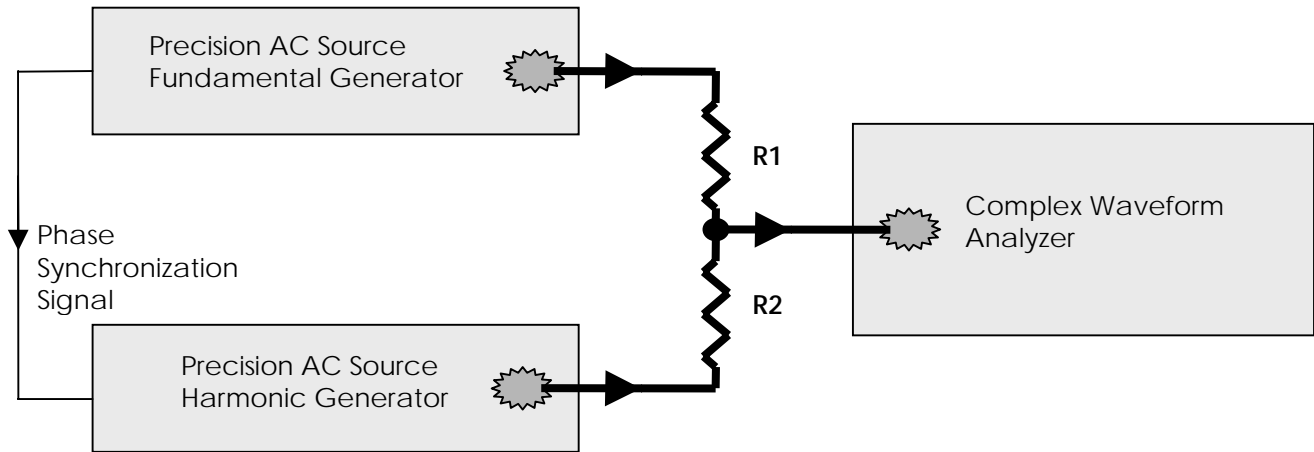 Precision AC Source
Fundamental Generator
R1
Complex Waveform
Analyzer
Phase
Synchronization
Signal
R2
Precision AC Source
Harmonic Generator